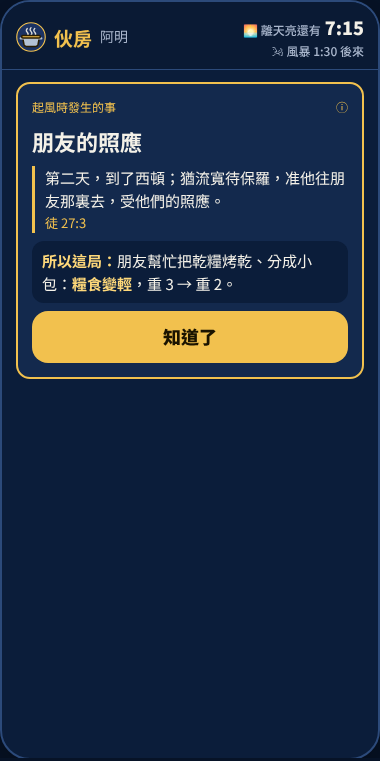 伙房 阿明
🌅 離天亮還有 7:15
🌬 風暴 1:30 後來
起風時發生的事 ⓘ
朋友的照應
第二天，到了西頓；猶流寬待保羅，准他往朋
友那裏去，受他們的照應。
徒 27:3
所以這局：朋友幫忙把乾糧烤乾、分成小
包：糧食變輕，重 3 → 重 2。
知道了